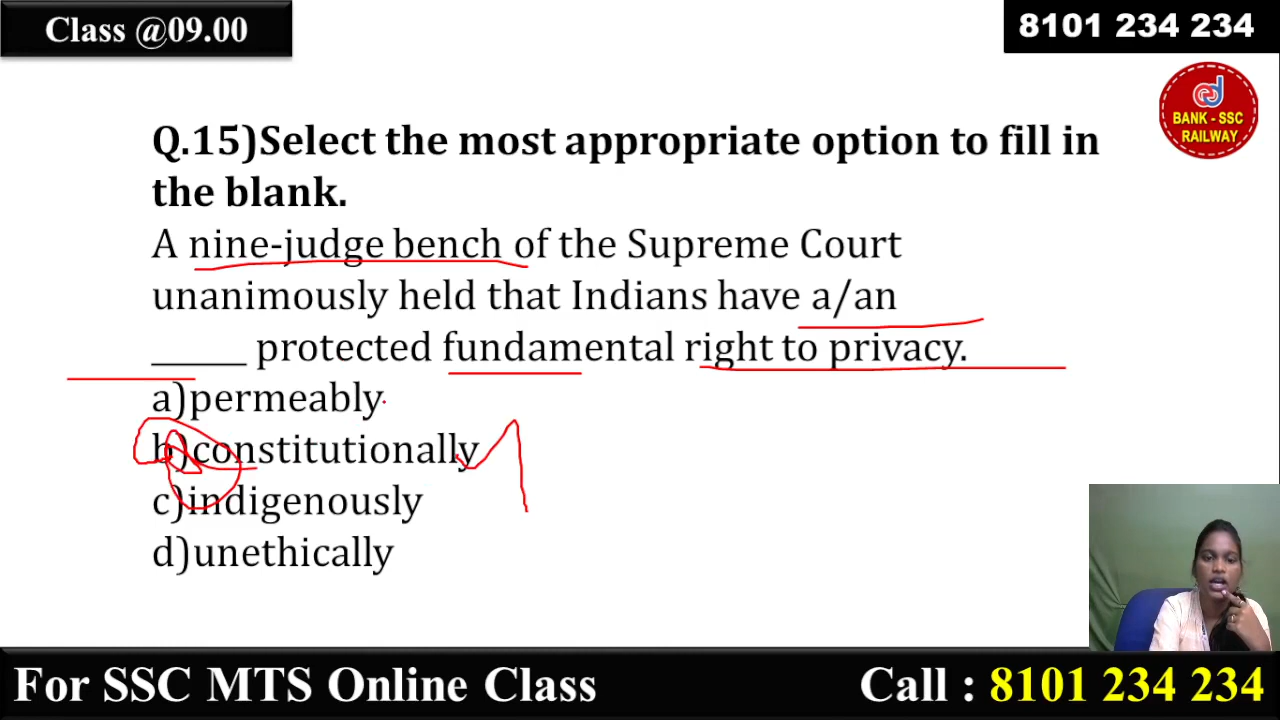 Class @09.00
8101 234 234
BANK - SSC
RAILWAY
Q.15)Select the most appropriate option to fill in
the blank.
A nine-judge bench of the Supreme Court
unanimously held that Indians have a/an
______ protected fundamental right to privacy.
a)permeably
b)constitutionally
c)indigenously
d)unethically
For SSC MTS Online Class
Call : 8101 234 234